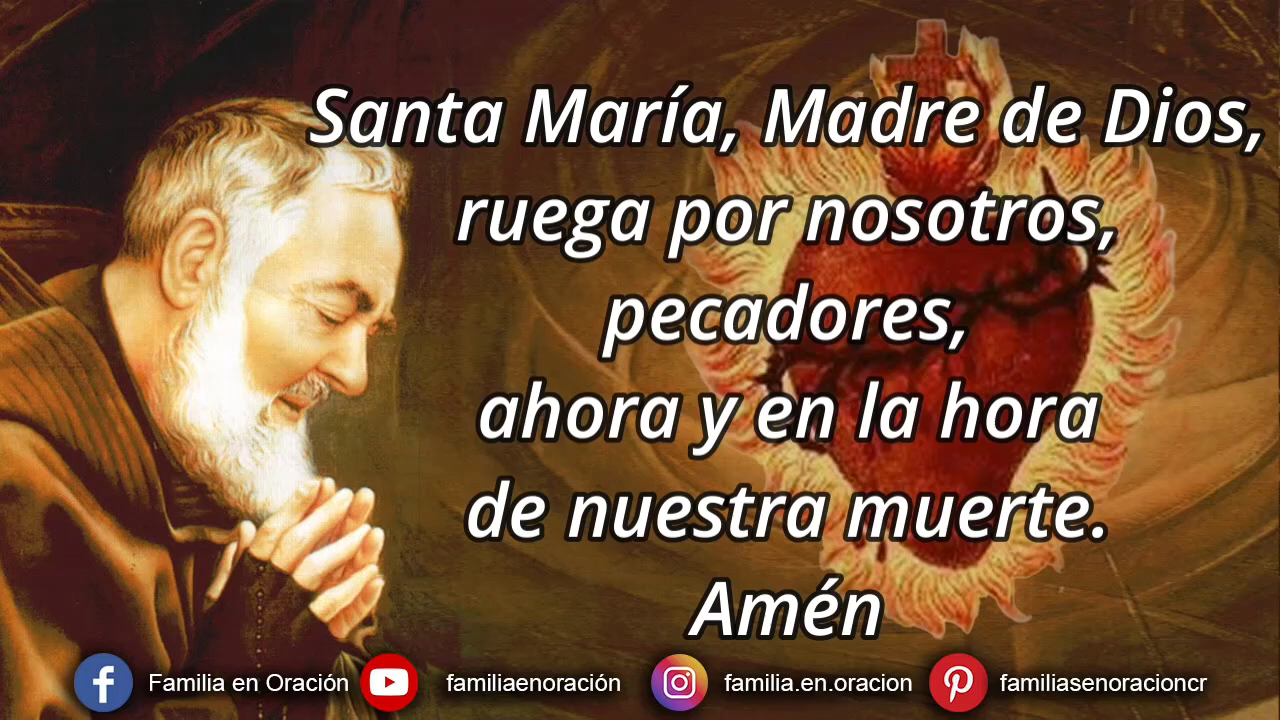 Santa María, Madre de Dios,
ruega por nosotros,
pecadores,
ahora y en la hora
de nuestra muerte.
Amén
Familia en Oración familiaenoración familia.en.oracion familiasenoracioncr